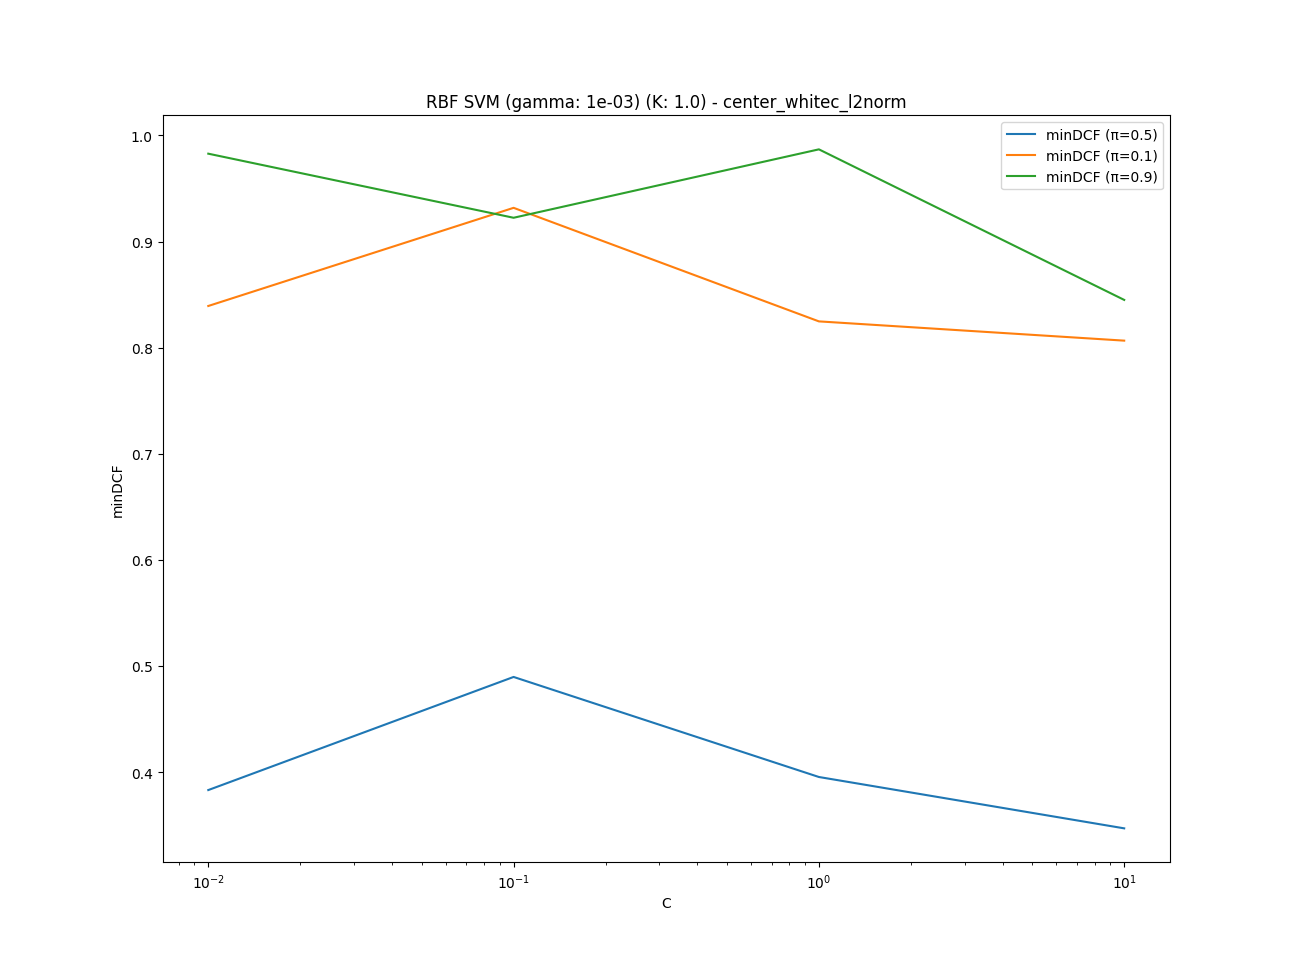 RBF SVM (gamma: 1e-03) (K: 1.0) - center_whitec_l2norm
minDCF (π=0.5)
minDCF (π=0.1)
minDCF (π=0.9)
1.0
0.9
0.8
0.7
0.6
0.5
0.4
minDCF
10⁻² 10⁻¹ 10⁰ 10¹
C